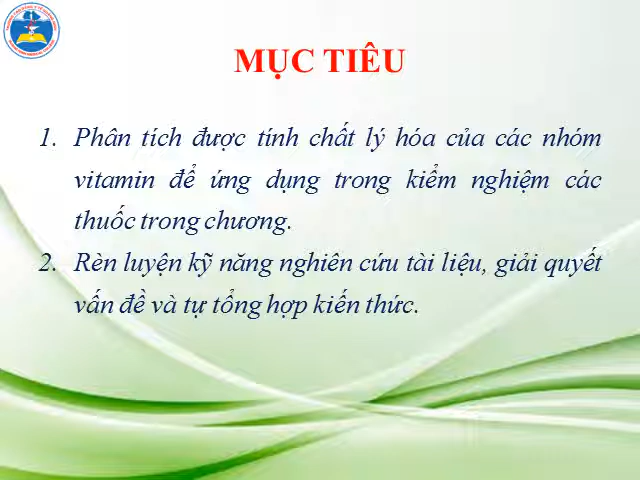 MỤC TIÊU
1. Phân tích được tính chất lý hóa của các nhóm
vitamin để ứng dụng trong kiểm nghiệm các
thuốc trong chương.
2. Rèn luyện kỹ năng nghiên cứu tài liệu, giải quyết
vấn đề và tự tổng hợp kiến thức.